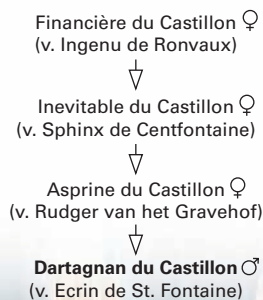 Financière du Castillon ♀
(v. Ingenu de Ronvaux)
Inevitable du Castillon ♀
(v. Sphinx de Centfontaine)
Asprine du Castillon ♀
(v. Rudger van het Gravehof)
Dartagnan du Castillon ♂
(v. Ecrin de St. Fontaine)